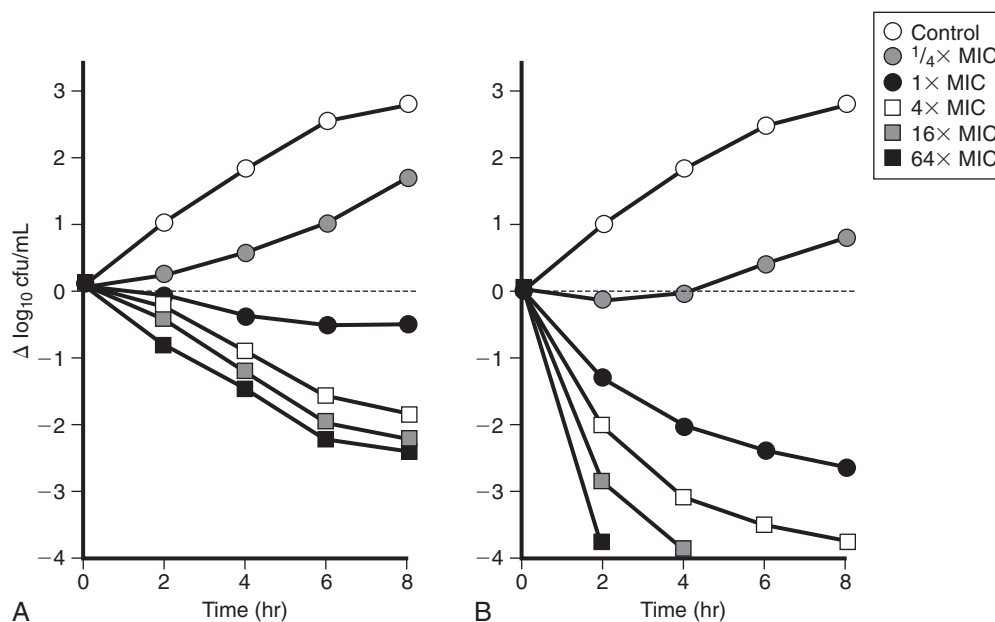 Control
¹/₄× MIC
1× MIC
4× MIC
16× MIC
64× MIC
3
2
1
0
−1
−2
−3
−4
Δ log₁₀ cfu/mL
0 2 4 6 8
Time (hr)
A
3
2
1
0
−1
−2
−3
−4
0 2 4 6 8
Time (hr)
B